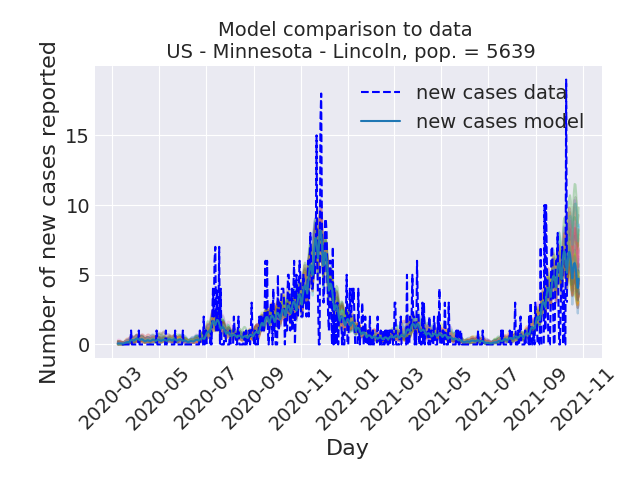 Model comparison to data
US - Minnesota - Lincoln, pop. = 5639
new cases data
new cases model
Number of new cases reported
15
10
5
0
2020-03
2020-05
2020-07
2020-09
2020-11
2021-01
2021-03
2021-05
2021-07
2021-09
2021-11
Day